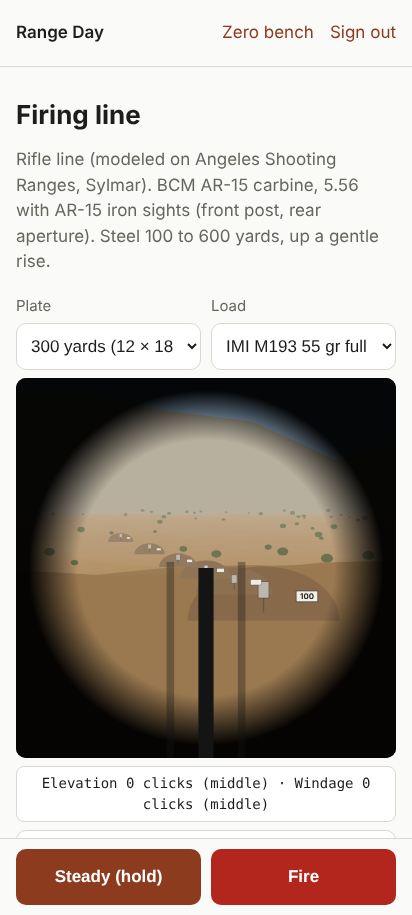 Range Day
Zero bench
Sign out
Firing line
Rifle line (modeled on Angeles Shooting
Ranges, Sylmar). BCM AR-15 carbine, 5.56
with AR-15 iron sights (front post, rear
aperture). Steel 100 to 600 yards, up a gentle
rise.
Plate
Load
300 yards (12 × 18
IMI M193 55 gr full
100
Elevation 0 clicks (middle) · Windage 0
clicks (middle)
Steady (hold)
Fire